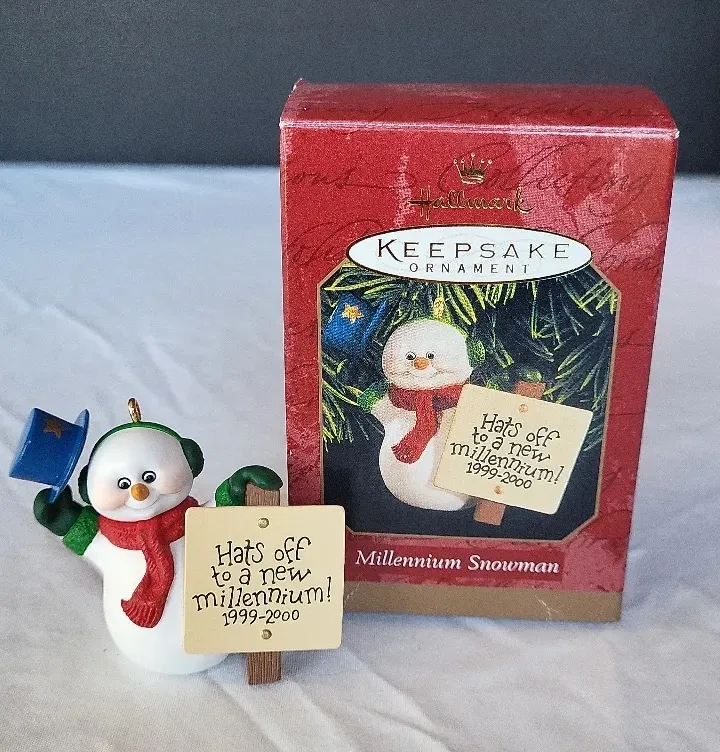 Hallmark
KEEPSAKE
ORNAMENT
Hats off
to a new
millennium!
1999-2000
Millennium Snowman
Hats off
to a new
millennium!
1999-2000